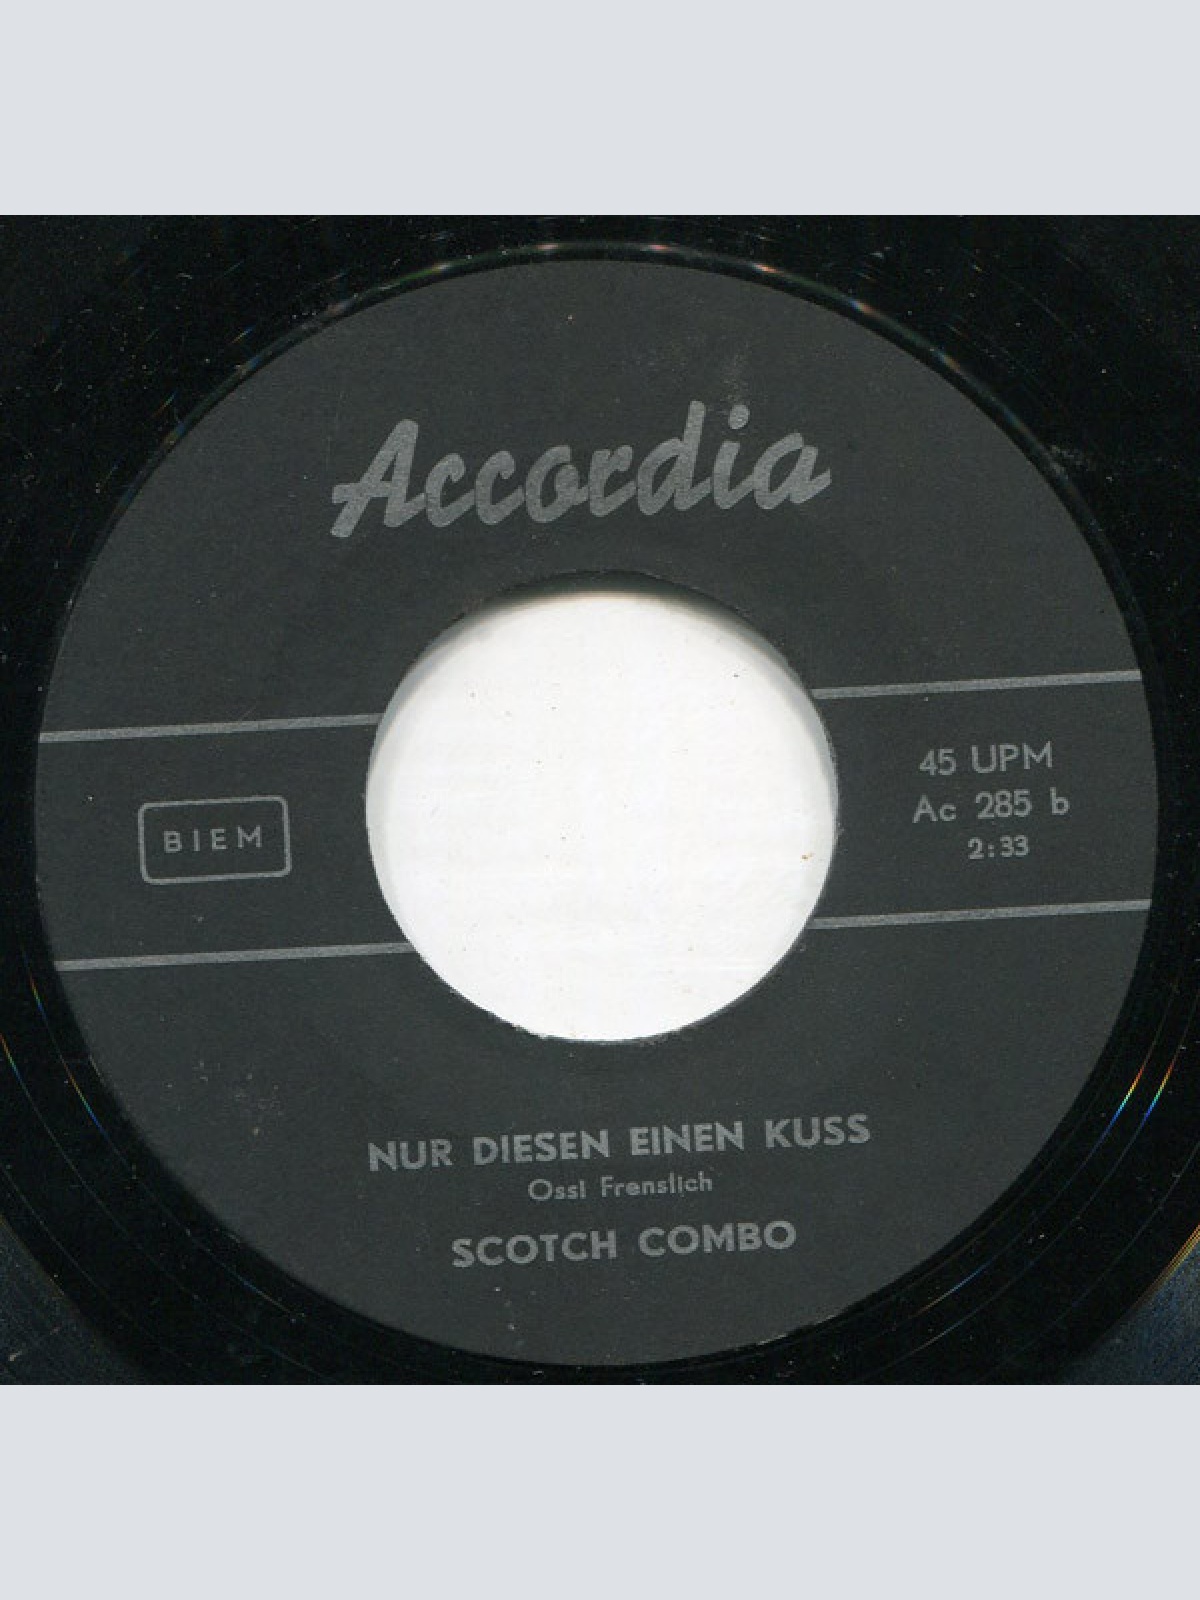 Accordia
45 UPM
Ac 285 b
2:33
BIEM
NUR DIESEN EINEN KUSS
Ossi Frenslich
SCOTCH COMBO